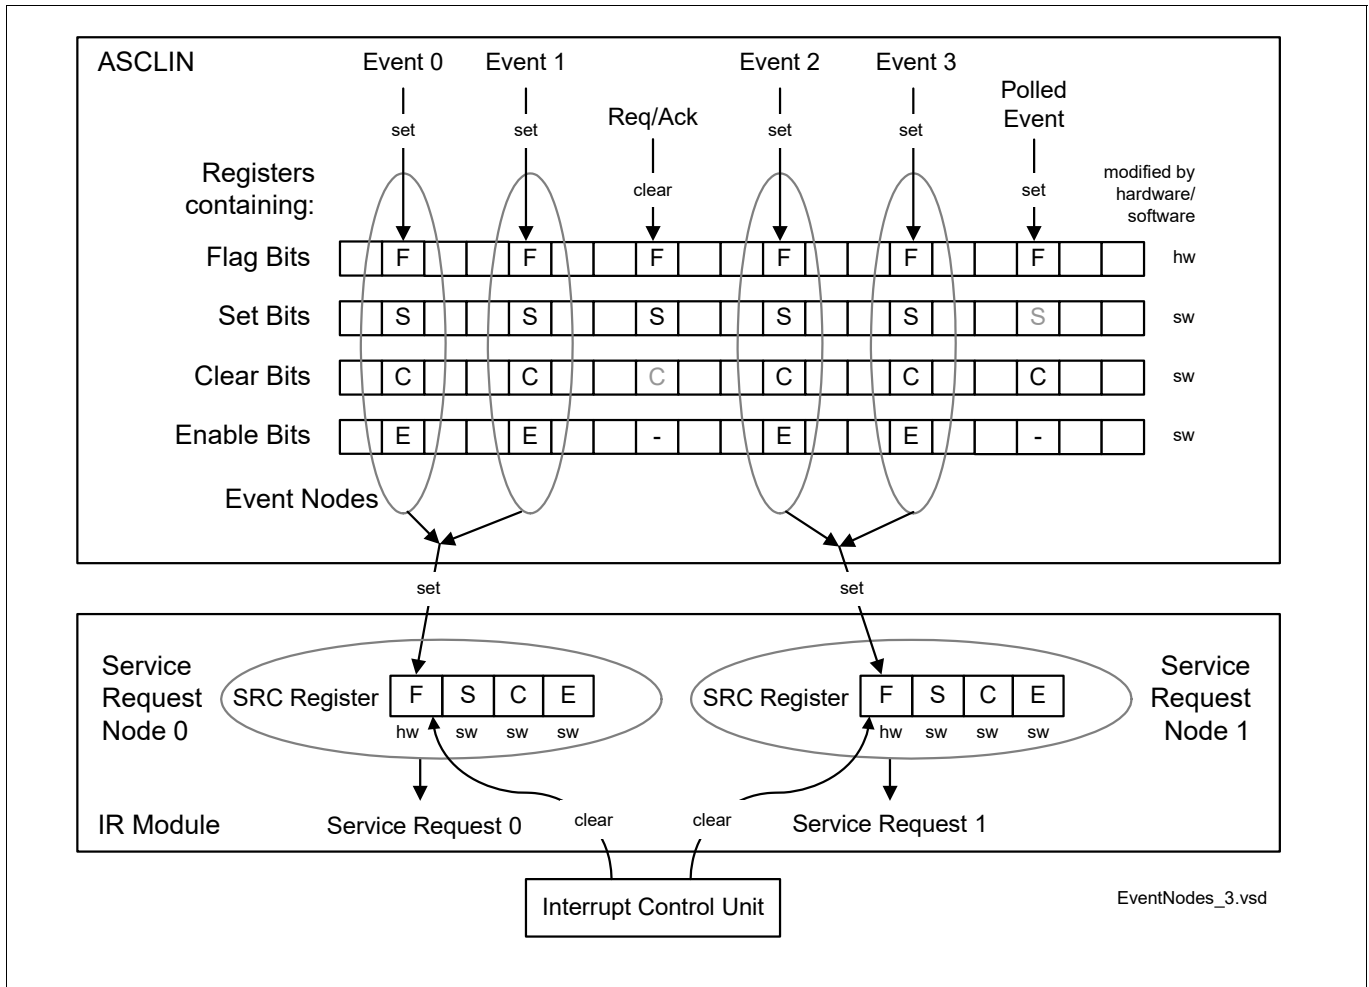 ASCLIN
Event 0 Event 1 Event 2 Event 3
Polled
Event
Req/Ack
set set set set
Registers
containing:
clear set
modified by
hardware/
software
Flag Bits F F F F F F hw
Set Bits S S S S S S sw
Clear Bits C C C C C C sw
Enable Bits E E - E E - sw
Event Nodes
set set
Service
Request
Node 0
SRC Register F S C E
hw sw sw sw
SRC Register F S C E
hw sw sw sw
Service
Request
Node 1
IR Module
Service Request 0 clear clear Service Request 1
Interrupt Control Unit
EventNodes_3.vsd